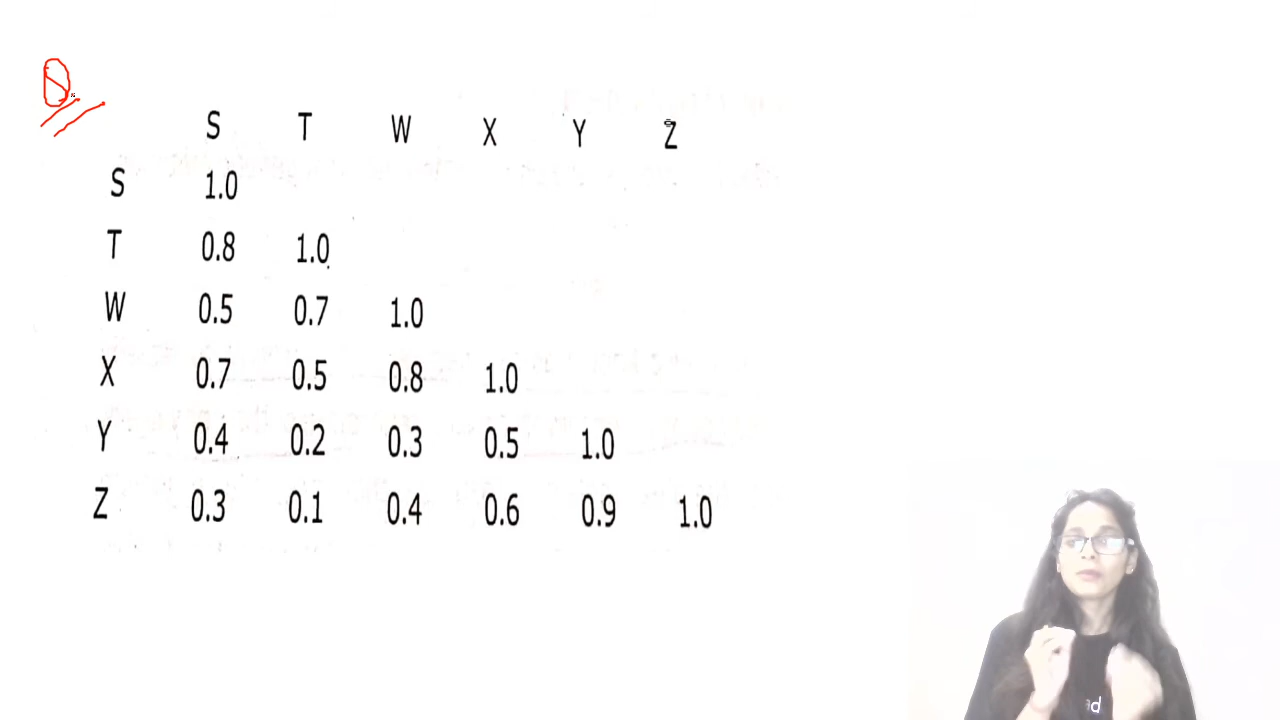 Q
S T W X Y Z
S 1.0
T 0.8 1.0
W 0.5 0.7 1.0
X 0.7 0.5 0.8 1.0
Y 0.4 0.2 0.3 0.5 1.0
Z 0.3 0.1 0.4 0.6 0.9 1.0